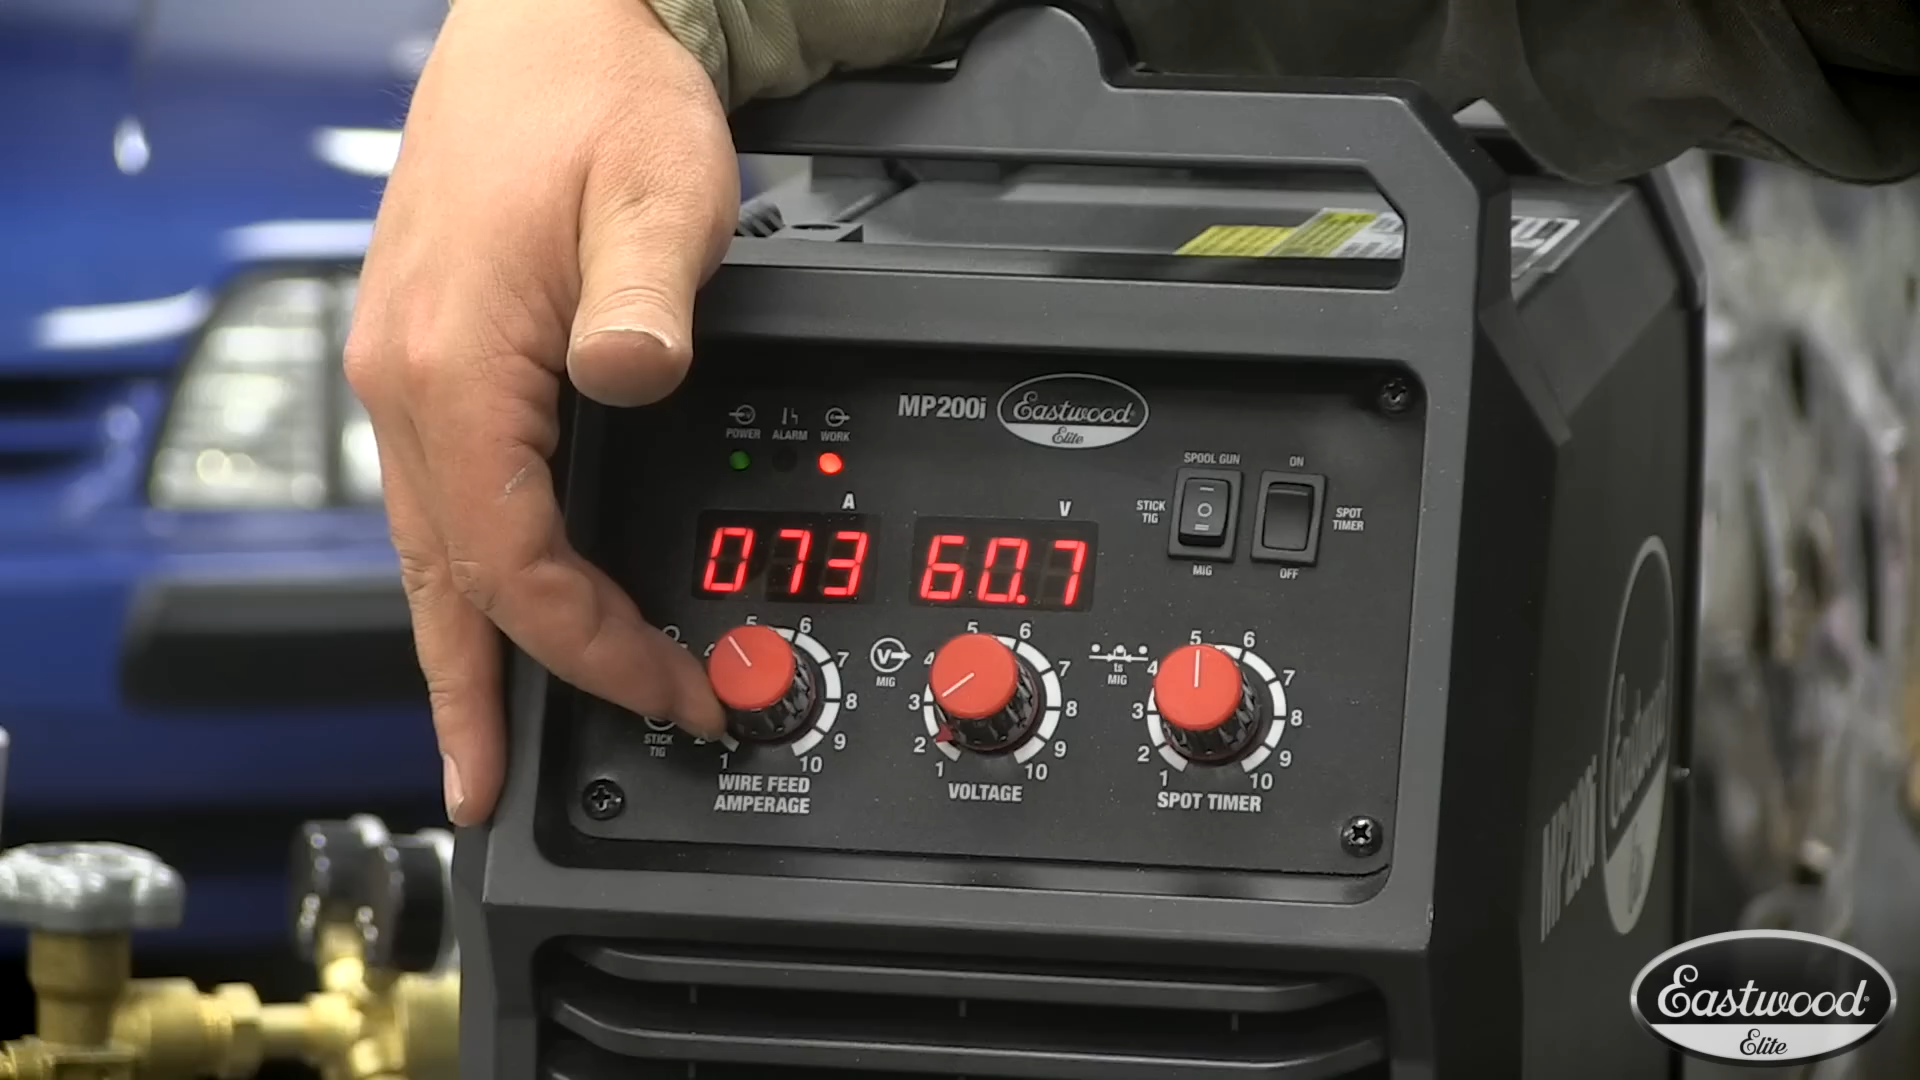 MP200i Eastwood
Elite
POWER ALARM WORK
A
V
SPOOL GUN
ON
STICK
TIG
SPOT
TIMER
MIG
OFF
073
60.7
5 6 7 8 9 10 1 2 4
STICK
TIG
WIRE FEED
AMPERAGE
V
MIG
1 2 3 4 5 6 7 8 9 10
VOLTAGE
ts
MIG
1 2 3 4 5 6 7 8 9 10
SPOT TIMER
MP200i Eastwood
Elite
Eastwood
Elite